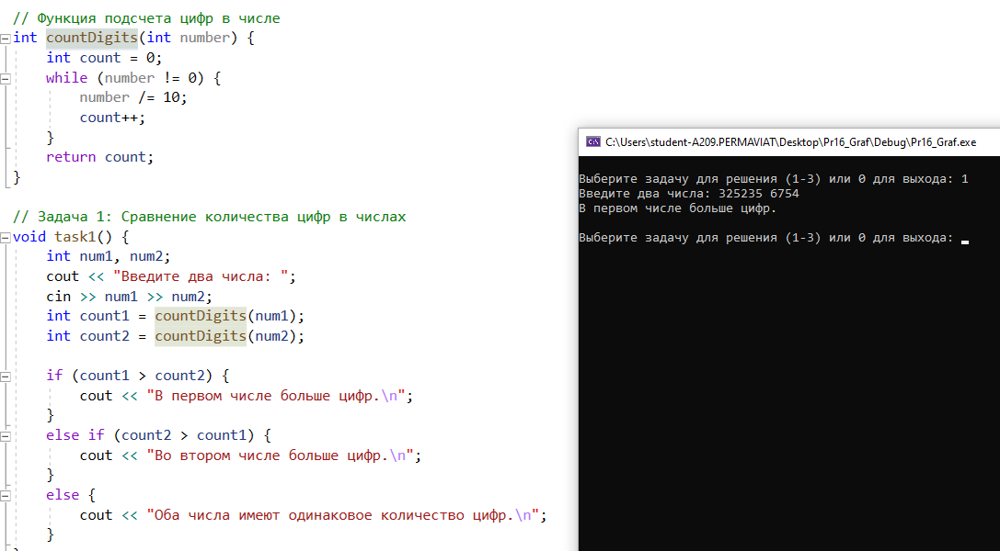 // Функция подсчета цифр в числе
int countDigits(int number) {
int count = 0;
while (number != 0) {
number /= 10;
count++;
}
return count;
}
// Задача 1: Сравнение количества цифр в числах
void task1() {
int num1, num2;
cout << "Введите два числа: ";
cin >> num1 >> num2;
int count1 = countDigits(num1);
int count2 = countDigits(num2);
if (count1 > count2) {
cout << "В первом числе больше цифр.\n";
}
else if (count2 > count1) {
cout << "Во втором числе больше цифр.\n";
}
else {
cout << "Оба числа имеют одинаковое количество цифр.\n";
}
C:\Users\student-A209.PERMAVIAT\Desktop\Pr16_Graf\Debug\Pr16_Graf.exe
Выберите задачу для решения (1-3) или 0 для выхода: 1
Введите два числа: 325235 6754
В первом числе больше цифр.
Выберите задачу для решения (1-3) или 0 для выхода: